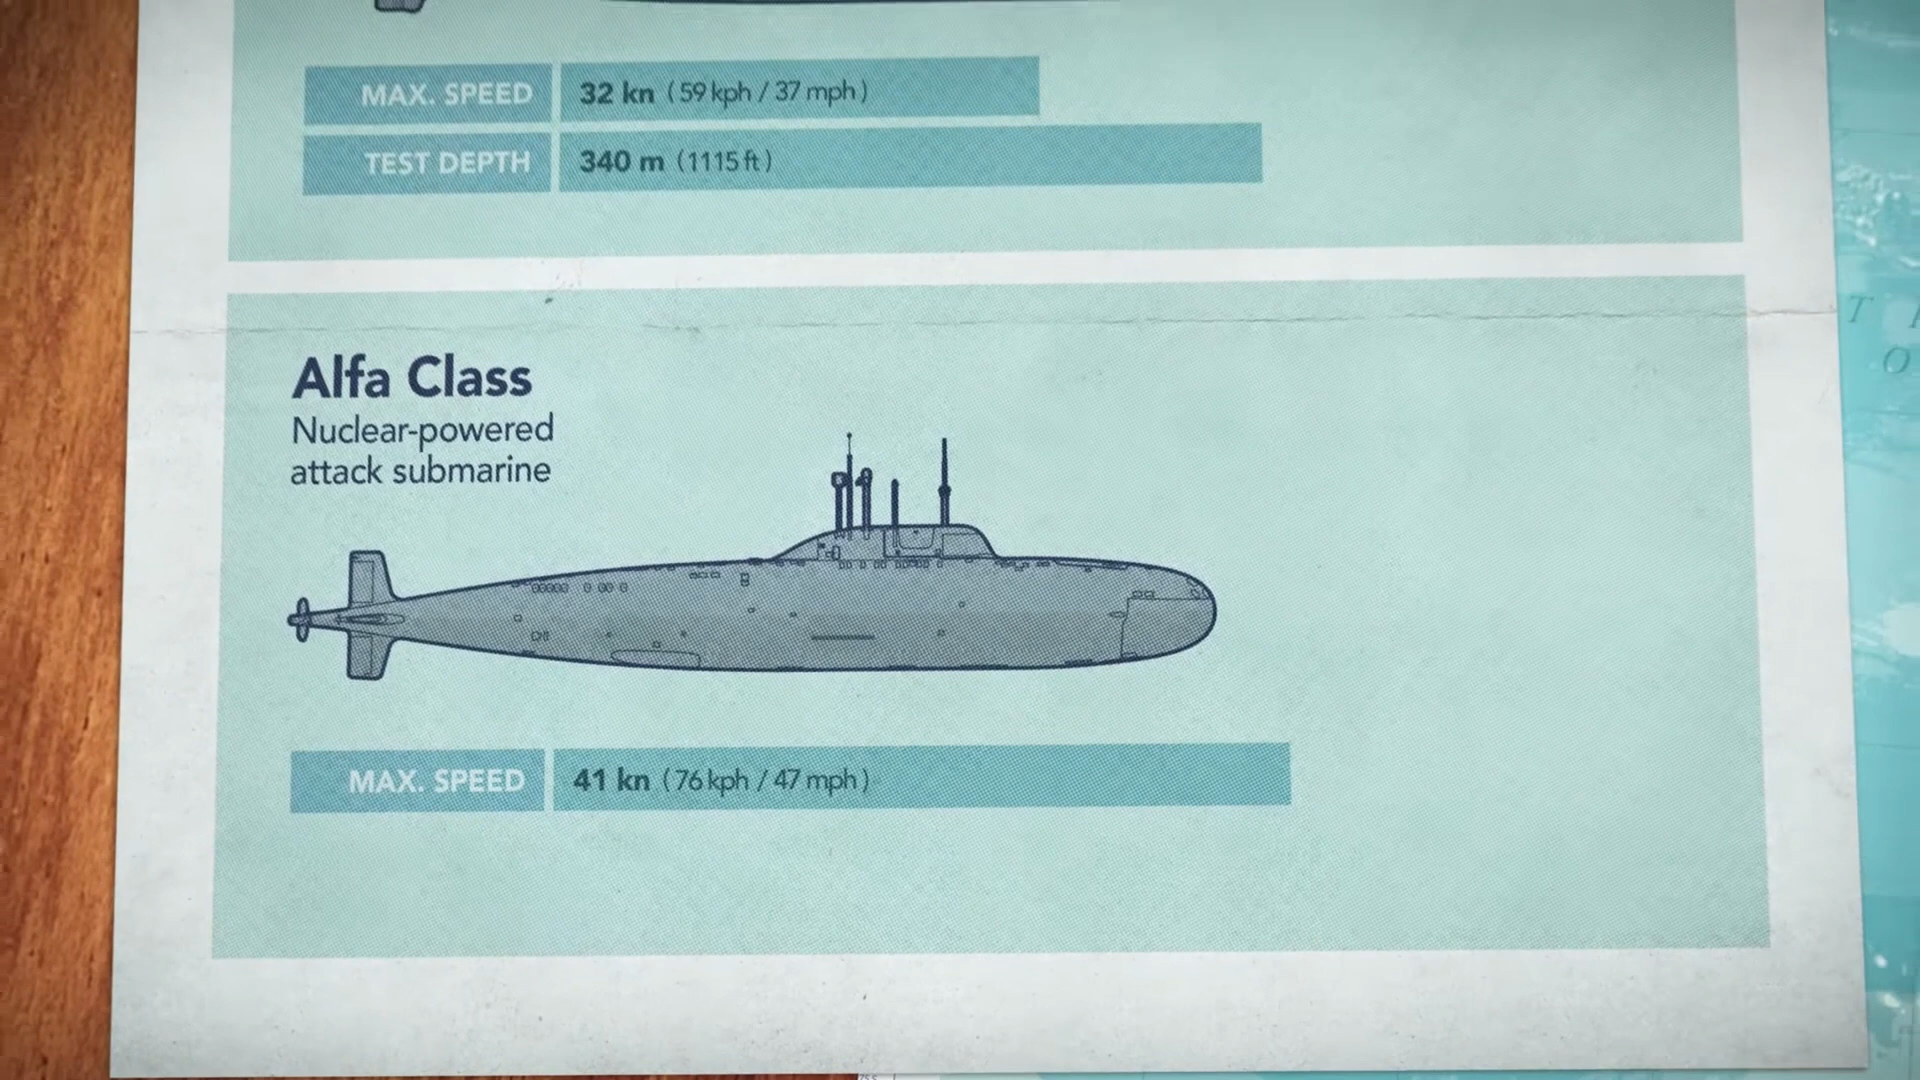 MAX. SPEED 32 kn (59 kph / 37 mph)
TEST DEPTH 340 m (1115 ft)
Alfa Class
Nuclear-powered
attack submarine
MAX. SPEED 41 kn (76 kph / 47 mph)